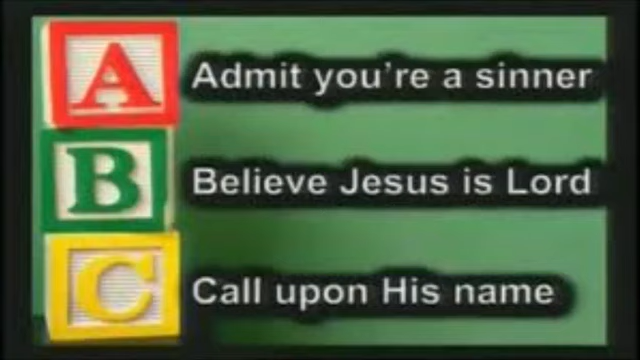 A Admit you're a sinner
B Believe Jesus is Lord
C Call upon His name